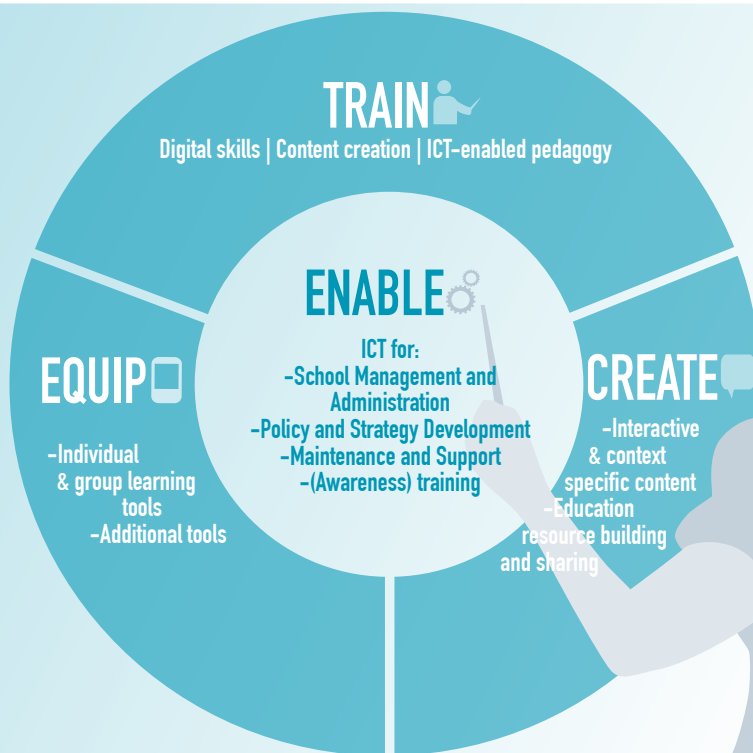 TRAIN
Digital skills | Content creation | ICT-enabled pedagogy
ENABLE
ICT for:
-School Management and
Administration
-Policy and Strategy Development
-Maintenance and Support
-(Awareness) training
EQUIP
-Individual
& group learning
tools
-Additional tools
CREATE
-Interactive
& context
specific content
-Education
resource building
and sharing